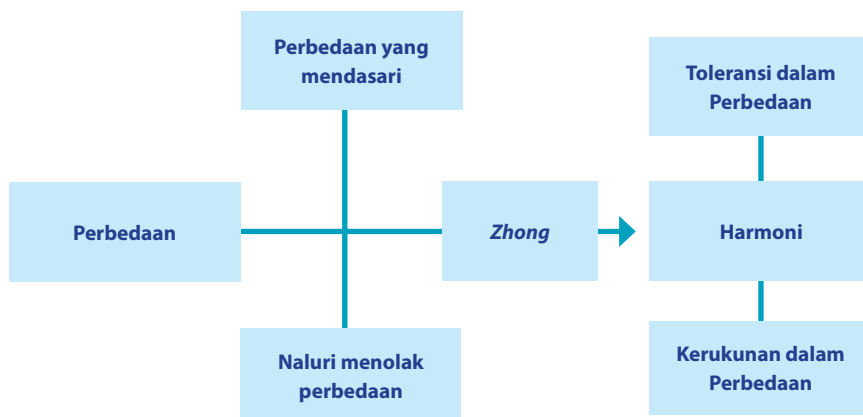 Perbedaan yang
mendasari
Toleransi dalam
Perbedaan
Perbedaan
Zhong
Harmoni
Naluri menolak
perbedaan
Kerukunan dalam
Perbedaan